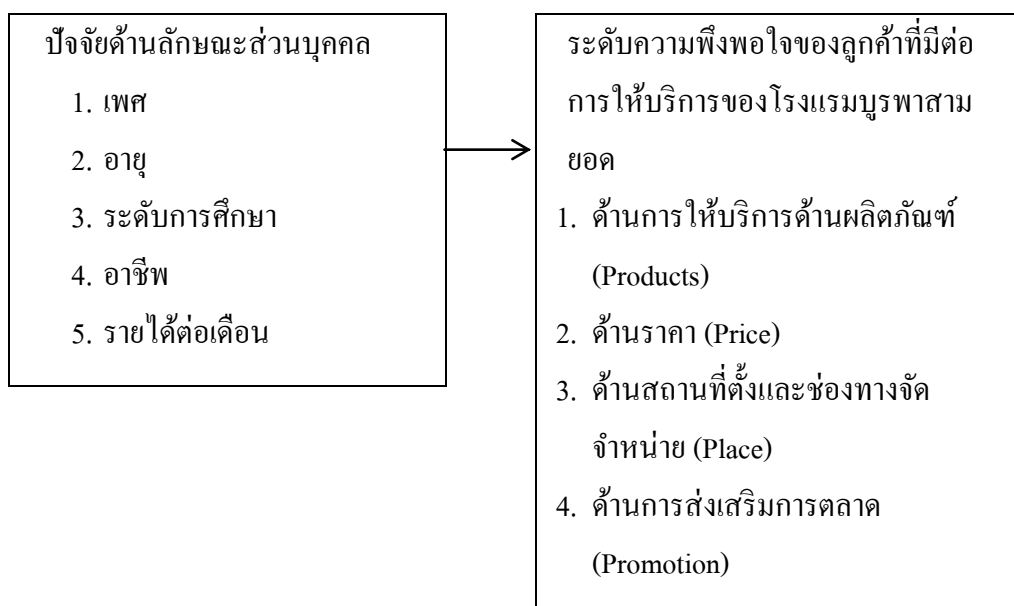 ปัจจัยด้านลักษณะส่วนบุคคล
1. เพศ
2. อายุ
3. ระดับการศึกษา
4. อาชีพ
5. รายได้ต่อเดือน
ระดับความพึงพอใจของลูกค้าที่มีต่อ
การให้บริการของโรงแรมบูรพาสาม
ยอด
1. ด้านการให้บริการด้านผลิตภัณฑ์
(Products)
2. ด้านราคา (Price)
3. ด้านสถานที่ตั้งและช่องทางจัด
จำหน่าย (Place)
4. ด้านการส่งเสริมการตลาด
(Promotion)